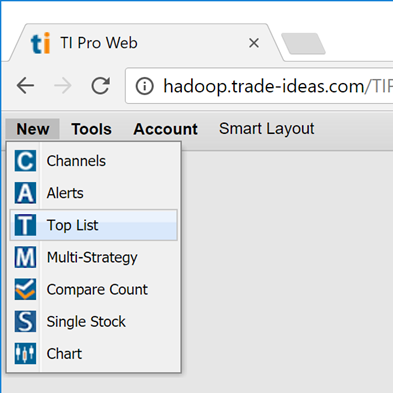 ti TI Pro Web
hadoop.trade-ideas.com/TIP
New Tools Account Smart Layout
C Channels
A Alerts
T Top List
M Multi-Strategy
Compare Count
S Single Stock
Chart